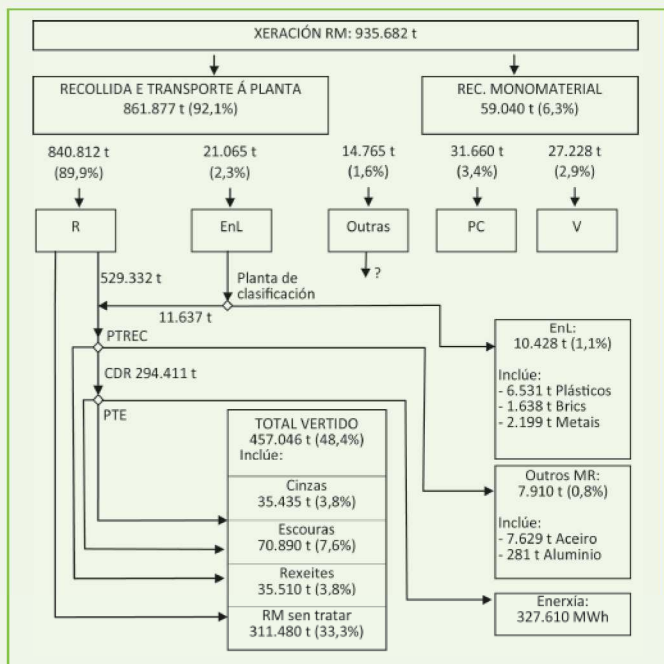 XERACIÓN RM: 935.682 t
RECOLLIDA E TRANSPORTE Á PLANTA
861.877 t (92,1%)
REC. MONOMATERIAL
59.040 t (6,3%)
840.812 t
(89,9%)
21.065 t
(2,3%)
14.765 t
(1,6%)
31.660 t
(3,4%)
27.228 t
(2,9%)
R
EnL
Outras
PC
V
529.332 t
Planta de
clasificación
?
11.637 t
PTREC
CDR 294.411 t
PTE
EnL:
10.428 t (1,1%)
Inclúe:
- 6.531 t Plásticos
- 1.638 t Brics
- 2.199 t Metais
TOTAL VERTIDO
457.046 t (48,4%)
Inclúe:
Cinzas
35.435 t (3,8%)
Escouras
70.890 t (7,6%)
Rexeites
35.510 t (3,8%)
RM sen tratar
311.480 t (33,3%)
Outros MR:
7.910 t (0,8%)
Inclúe:
- 7.629 t Aceiro
- 281 t Aluminio
Enerxía:
327.610 MWh